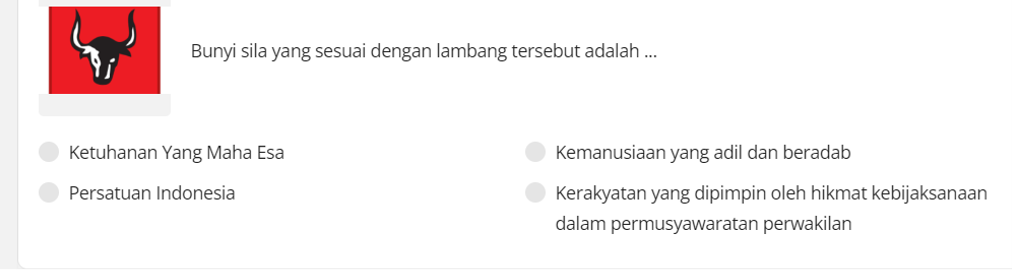 Bunyi sila yang sesuai dengan lambang tersebut adalah ...
Ketuhanan Yang Maha Esa
Kemanusiaan yang adil dan beradab
Persatuan Indonesia
Kerakyatan yang dipimpin oleh hikmat kebijaksanaan
dalam permusyawaratan perwakilan